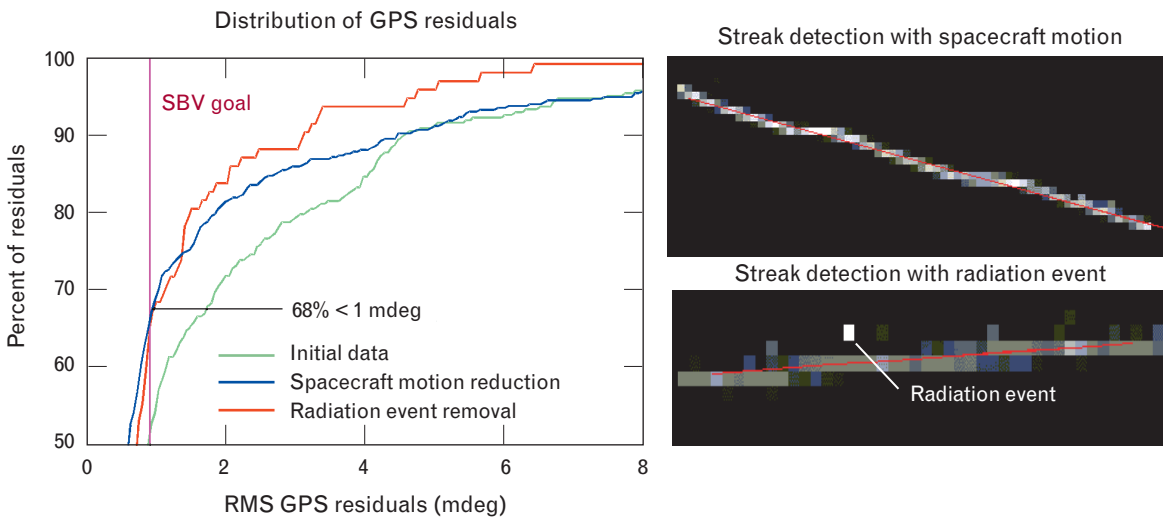 Distribution of GPS residuals
100
90
80
70
60
50
Percent of residuals
SBV goal
68% < 1 mdeg
Initial data
Spacecraft motion reduction
Radiation event removal
0
2
4
6
8
RMS GPS residuals (mdeg)
Streak detection with spacecraft motion
Streak detection with radiation event
Radiation event